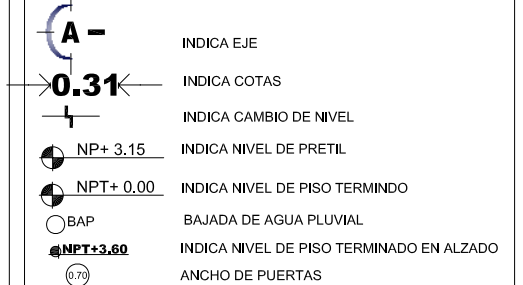 A - INDICA EJE
0.31 INDICA COTAS
INDICA CAMBIO DE NIVEL
NP+ 3.15 INDICA NIVEL DE PRETIL
NPT+ 0.00 INDICA NIVEL DE PISO TERMINDO
BAP BAJADA DE AGUA PLUVIAL
NPT+3.60 INDICA NIVEL DE PISO TERMINADO EN ALZADO
0.70 ANCHO DE PUERTAS